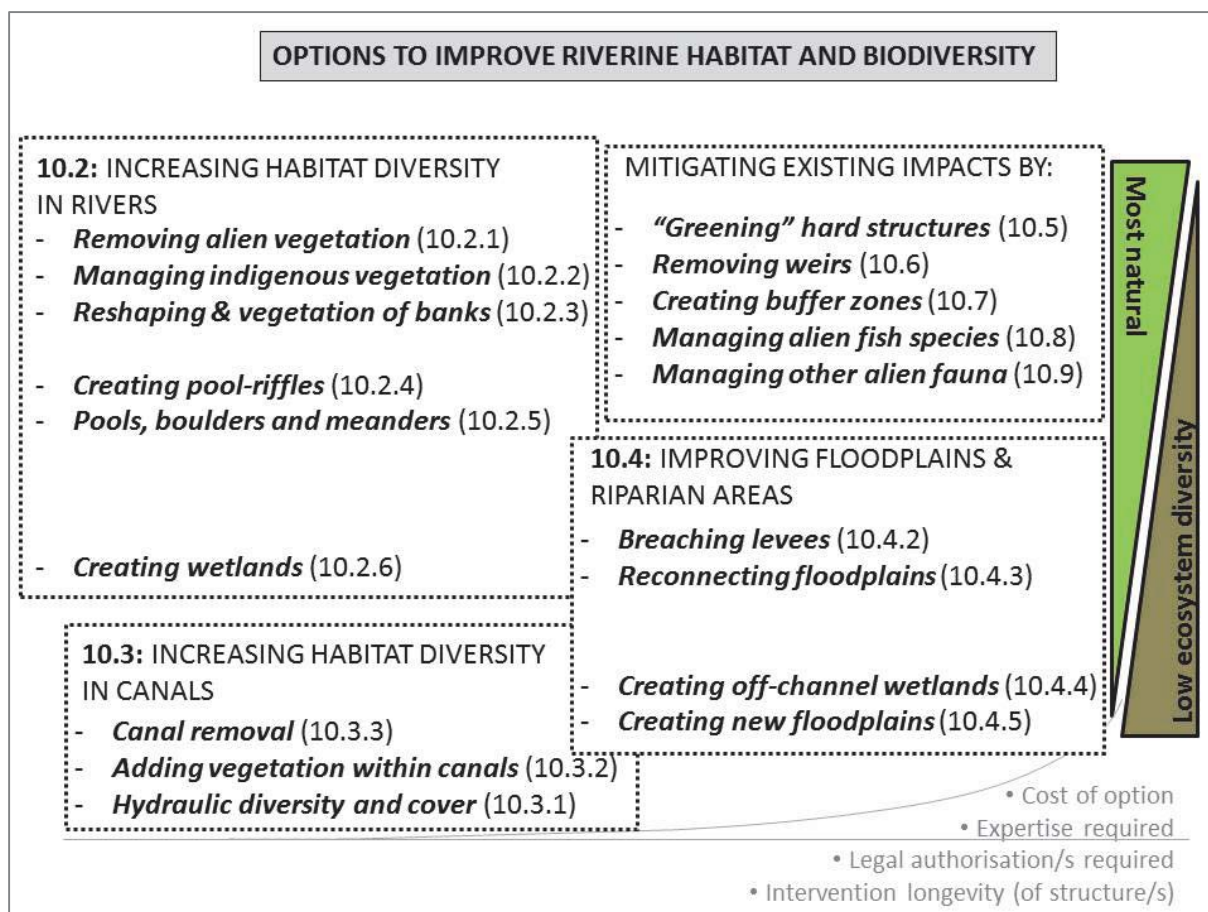 OPTIONS TO IMPROVE RIVERINE HABITAT AND BIODIVERSITY
10.2: INCREASING HABITAT DIVERSITY
IN RIVERS
- Removing alien vegetation (10.2.1)
- Managing indigenous vegetation (10.2.2)
- Reshaping & vegetation of banks (10.2.3)
- Creating pool-riffles (10.2.4)
- Pools, boulders and meanders (10.2.5)
- Creating wetlands (10.2.6)
MITIGATING EXISTING IMPACTS BY:
- “Greening” hard structures (10.5)
- Removing weirs (10.6)
- Creating buffer zones (10.7)
- Managing alien fish species (10.8)
- Managing other alien fauna (10.9)
10.4: IMPROVING FLOODPLAINS &
RIPARIAN AREAS
- Breaching levees (10.4.2)
- Reconnecting floodplains (10.4.3)
- Creating off-channel wetlands (10.4.4)
- Creating new floodplains (10.4.5)
10.3: INCREASING HABITAT DIVERSITY
IN CANALS
- Canal removal (10.3.3)
- Adding vegetation within canals (10.3.2)
- Hydraulic diversity and cover (10.3.1)
Most natural
Low ecosystem diversity
• Cost of option
• Expertise required
• Legal authorisation/s required
• Intervention longevity (of structure/s)